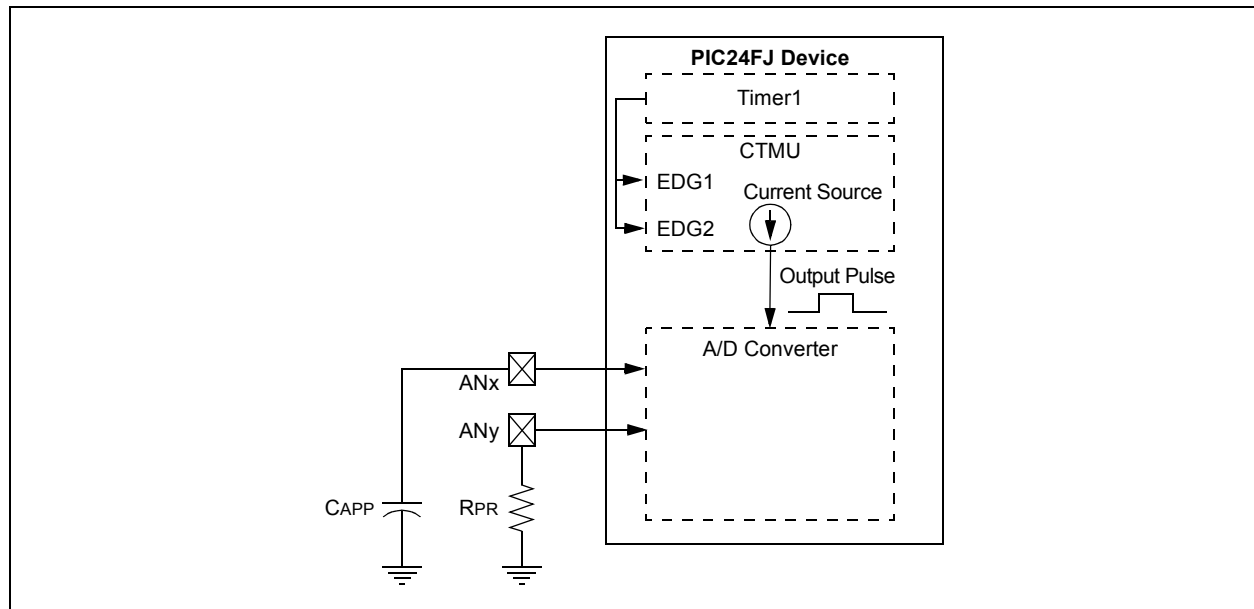 PIC24FJ Device
Timer1
CTMU
EDG1
Current Source
EDG2
Output Pulse
A/D Converter
ANx
ANy
CAPP
RPR